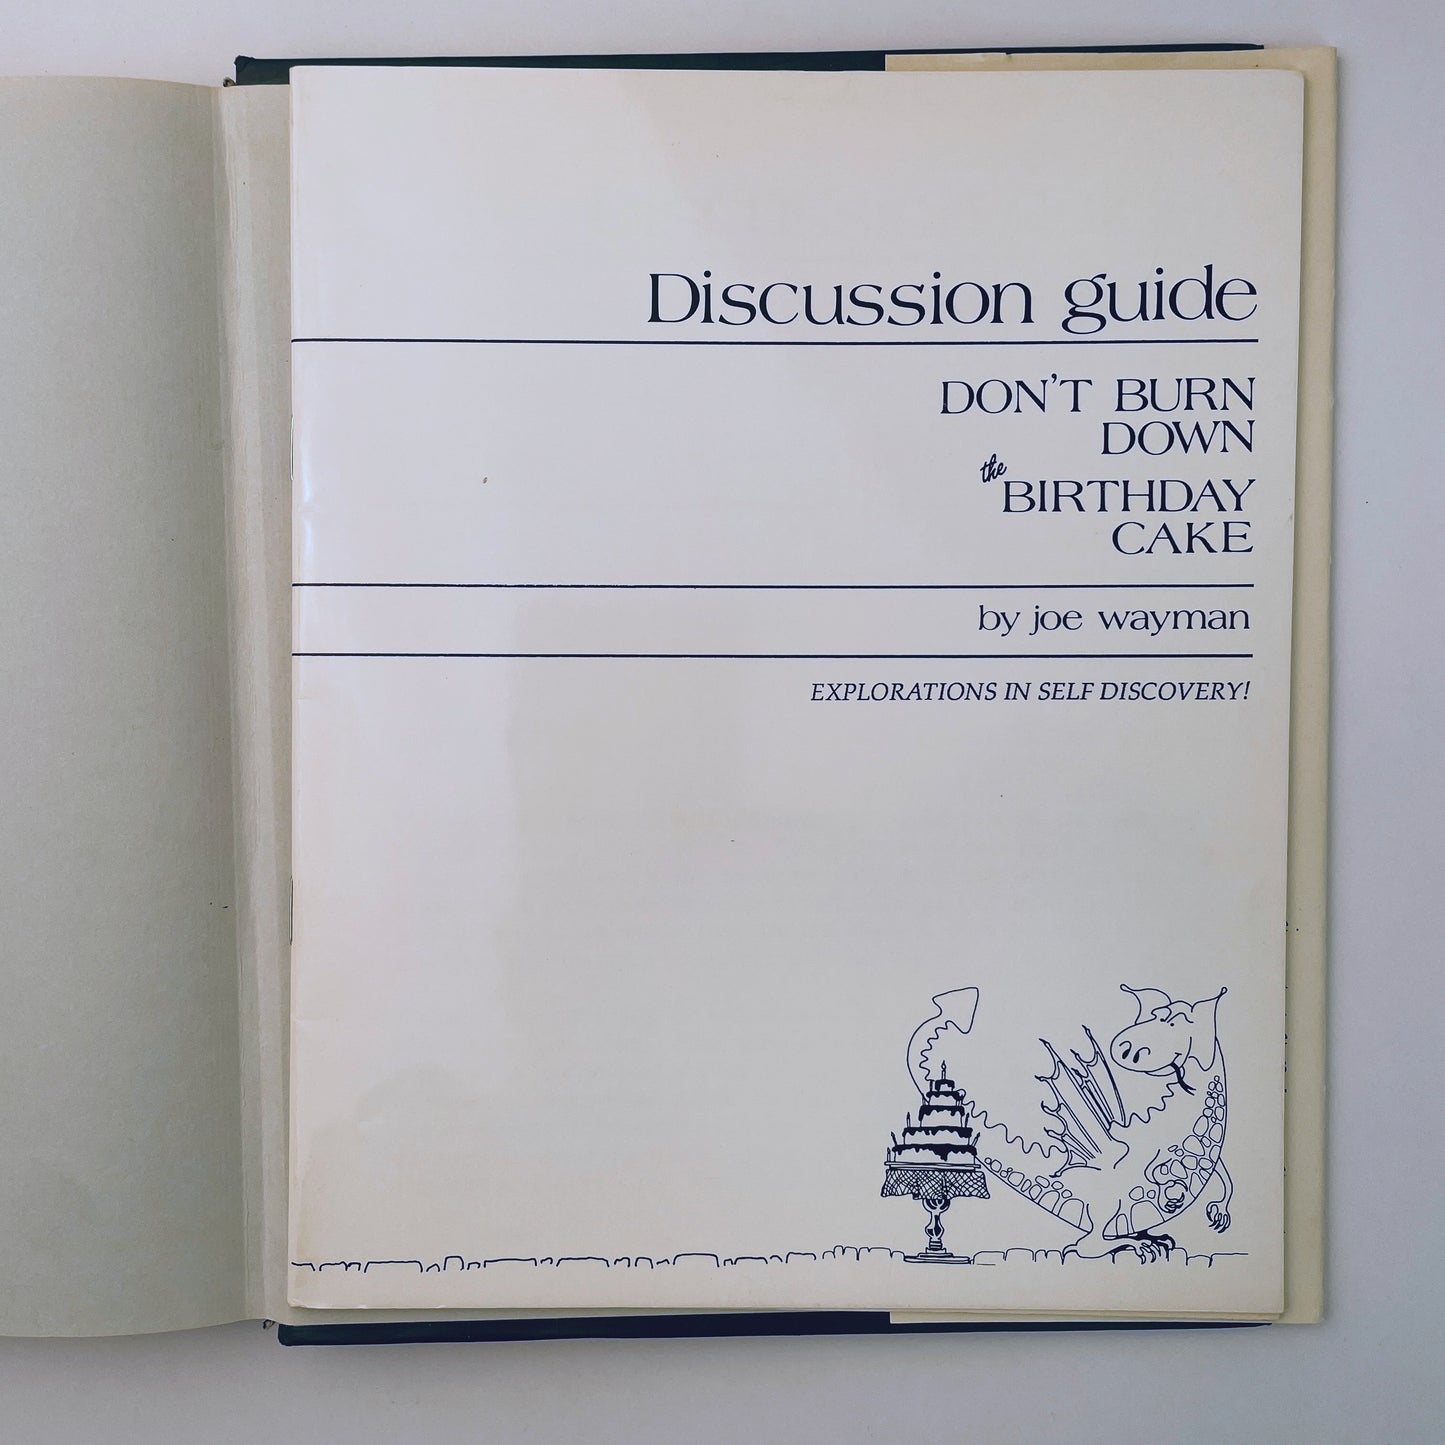 Discussion guide
DON'T BURN
DOWN
the
BIRTHDAY
CAKE
by joe wayman
EXPLORATIONS IN SELF DISCOVERY!